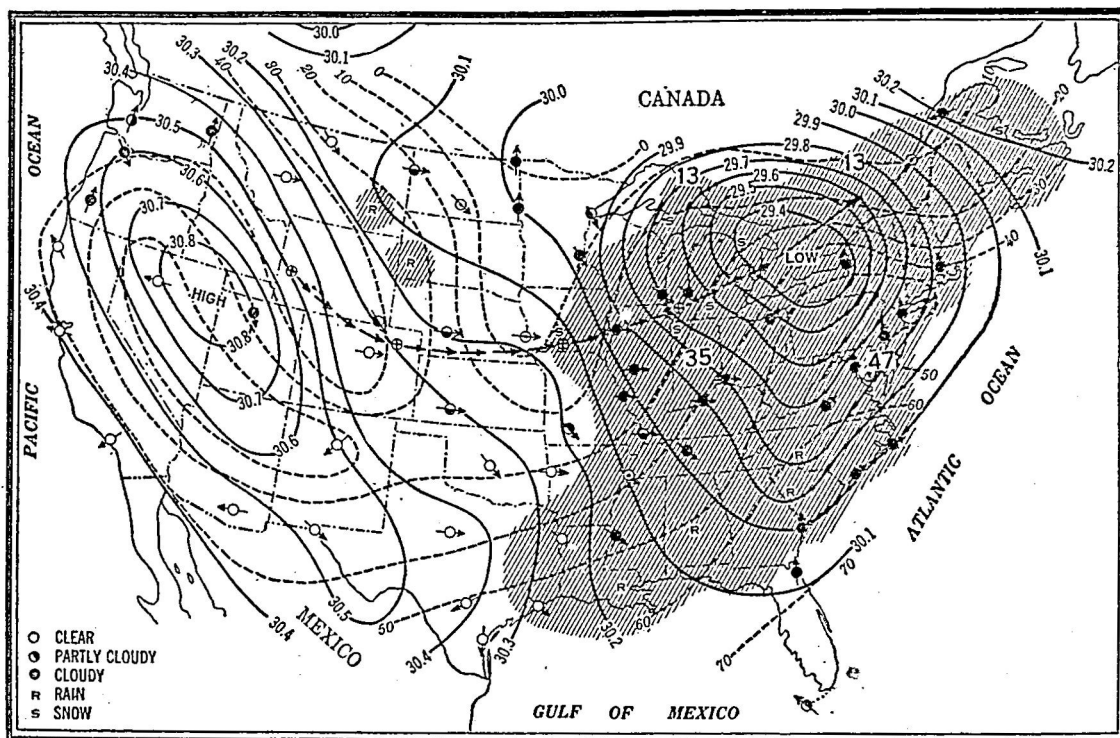 30.0
30.1
30.4
30.3
30.2
40
30
20
10
0
30.1
30.0
CANADA
30.2
30.1
30.0
29.9
10
20
30.2
OCEAN
30.5
30.6
30.7
30.8
HIGH
30.8
30.7
30.6
30.4
0
29.9
29.8
29.7
29.6
29.5
29.4
13
13
LOW
30
40
30.1
R
R
S
S
S
S
S
35
47
50
60
PACIFIC
OCEAN
ATLANTIC
R
R
R
R
30.1
70
70
60
30.2
30.3
30.4
30.5
30.4
50
MEXICO
CLEAR
PARTLY CLOUDY
CLOUDY
R RAIN
S SNOW
GULF OF MEXICO